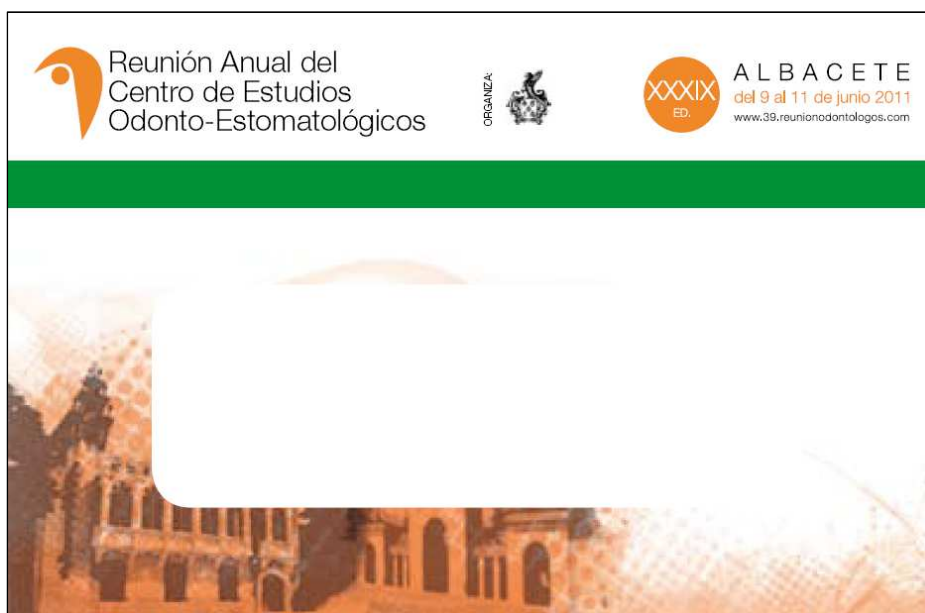 Reunión Anual del
Centro de Estudios
Odonto-Estomatológicos
ORGANIZA:
XXXIX
ED.
ALBACETE
del 9 al 11 de junio 2011
www.39.reunionodontologos.com